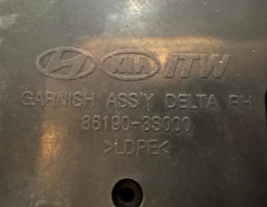 KIA ITW
GARNISH ASS'Y DELTA RH
86190-3S000
>LDPE<